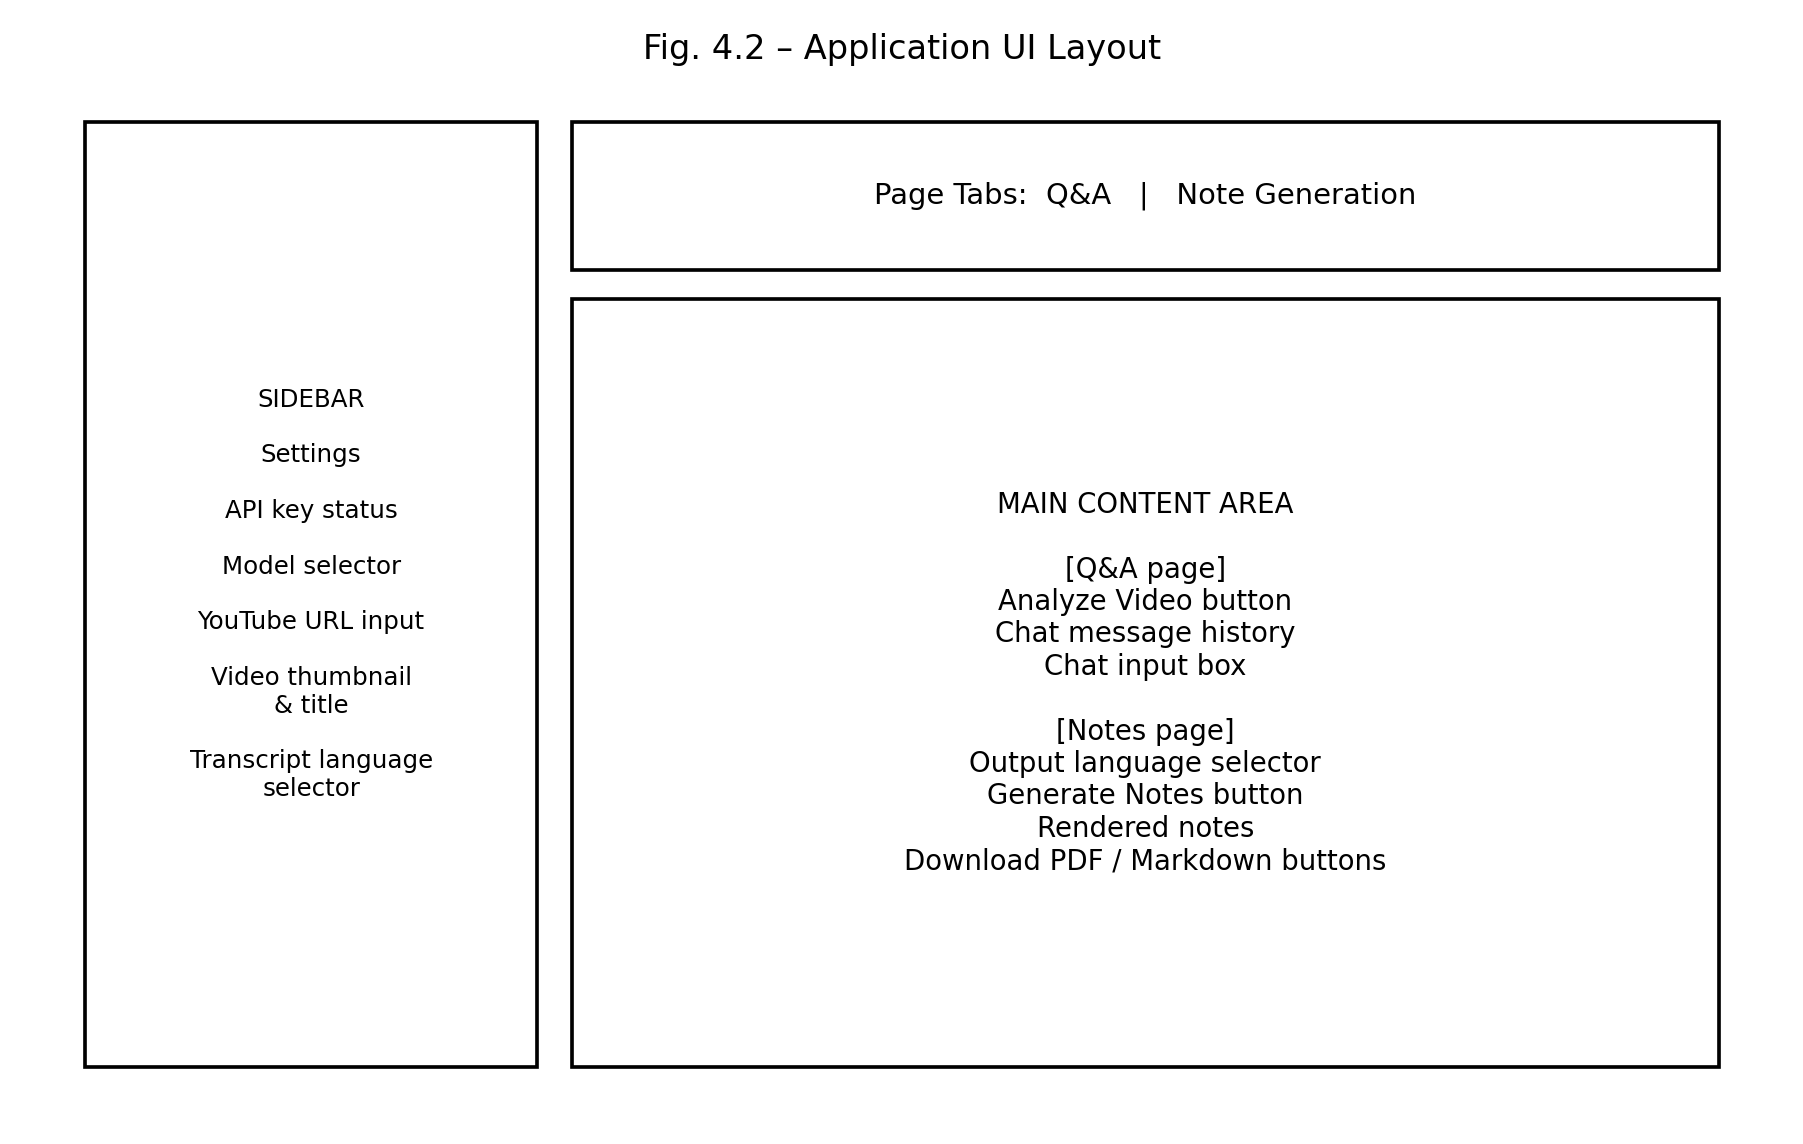 Fig. 4.2 – Application UI Layout
SIDEBAR
Settings
API key status
Model selector
YouTube URL input
Video thumbnail
& title
Transcript language
selector
Page Tabs:  Q&A   |   Note Generation
MAIN CONTENT AREA
[Q&A page]
Analyze Video button
Chat message history
Chat input box
[Notes page]
Output language selector
Generate Notes button
Rendered notes
Download PDF / Markdown buttons